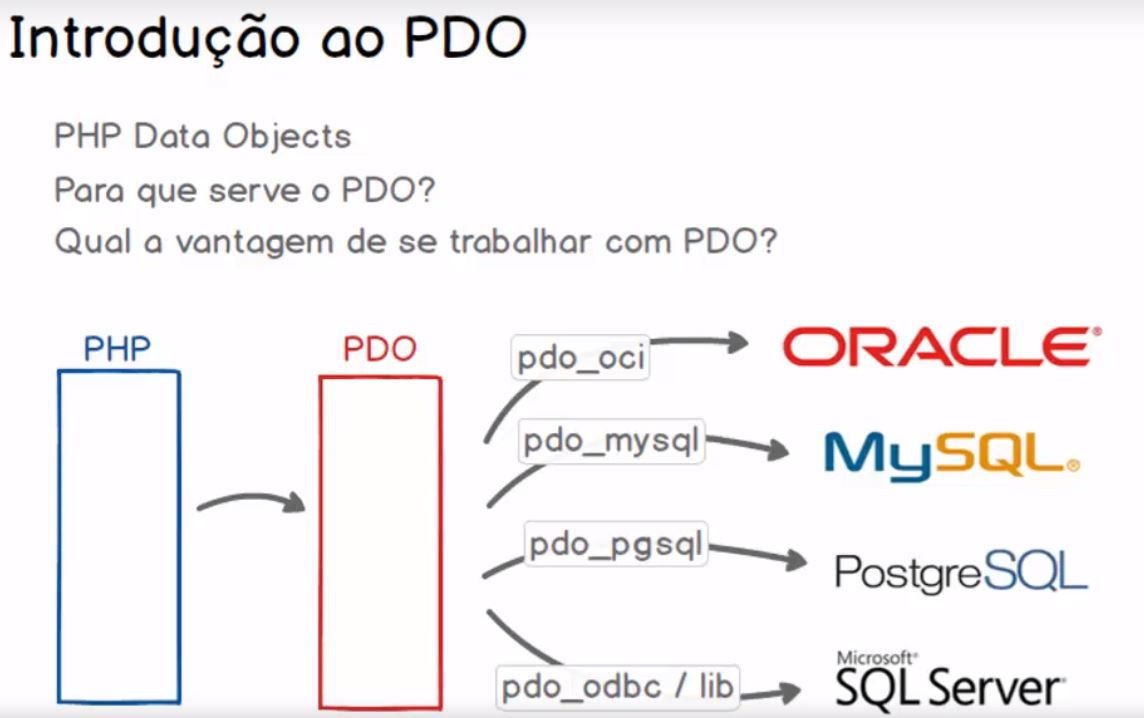 Introdução ao PDO
PHP Data Objects
Para que serve o PDO?
Qual a vantagem de se trabalhar com PDO?
PHP
PDO
pdo_oci
ORACLE®
pdo_mysql
MySQL®
pdo_pgsql
PostgreSQL
pdo_odbc / lib
Microsoft®
SQL Server